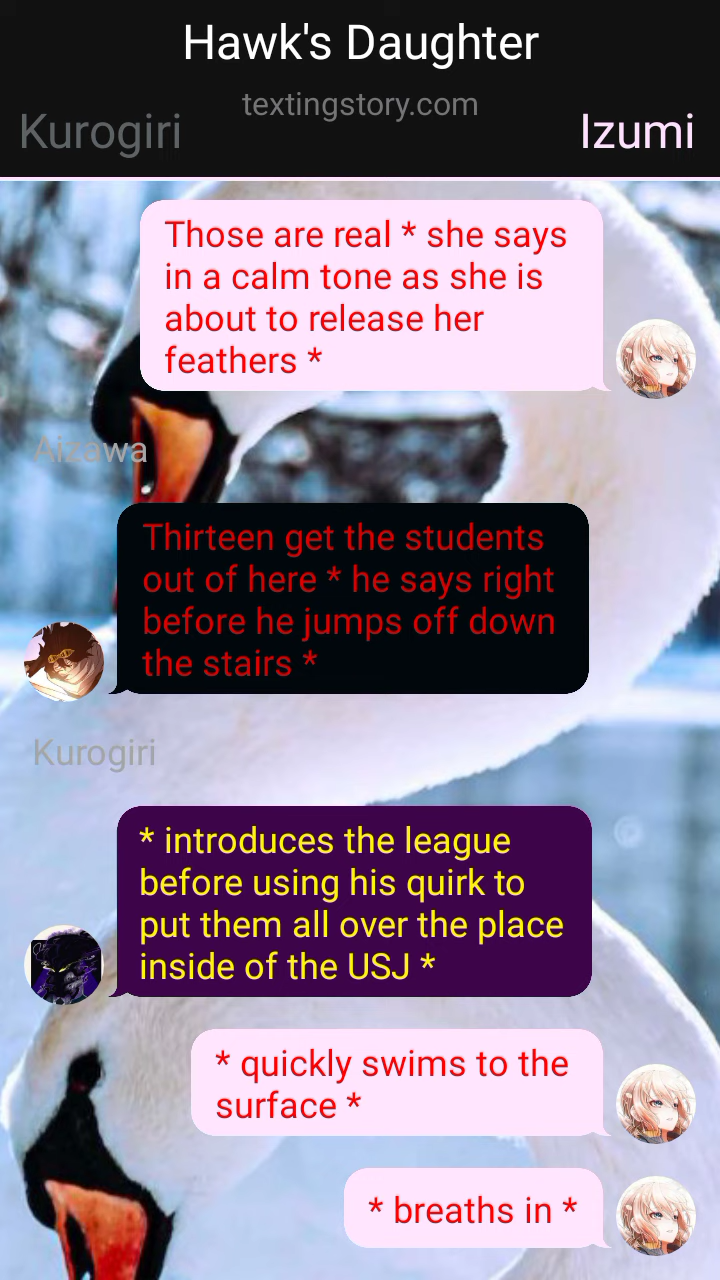 Hawk's Daughter
textingstory.com
Kurogiri
Izumi
Those are real * she says
in a calm tone as she is
about to release her
feathers *
Aizawa
Thirteen get the students
out of here * he says right
before he jumps off down
the stairs *
Kurogiri
* introduces the league
before using his quirk to
put them all over the place
inside of the USJ *
* quickly swims to the
surface *
* breaths in *